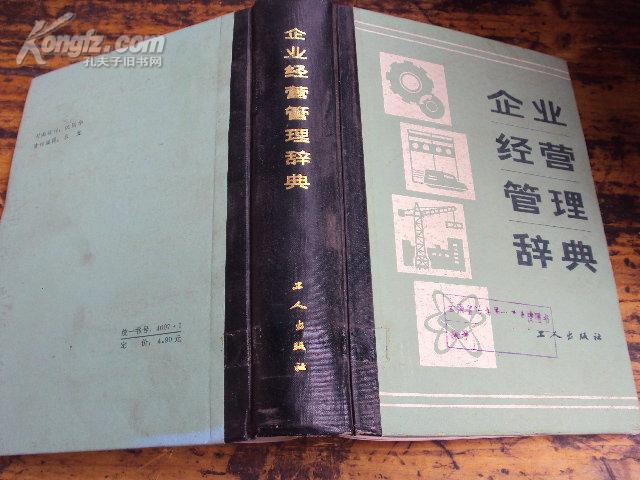 Kongfz.com
孔夫子旧书网
统一书号：4007·1
定 价：4.90元
企业经营管理辞典
工人出版社
企业
经营
管理
辞典
工人出版社